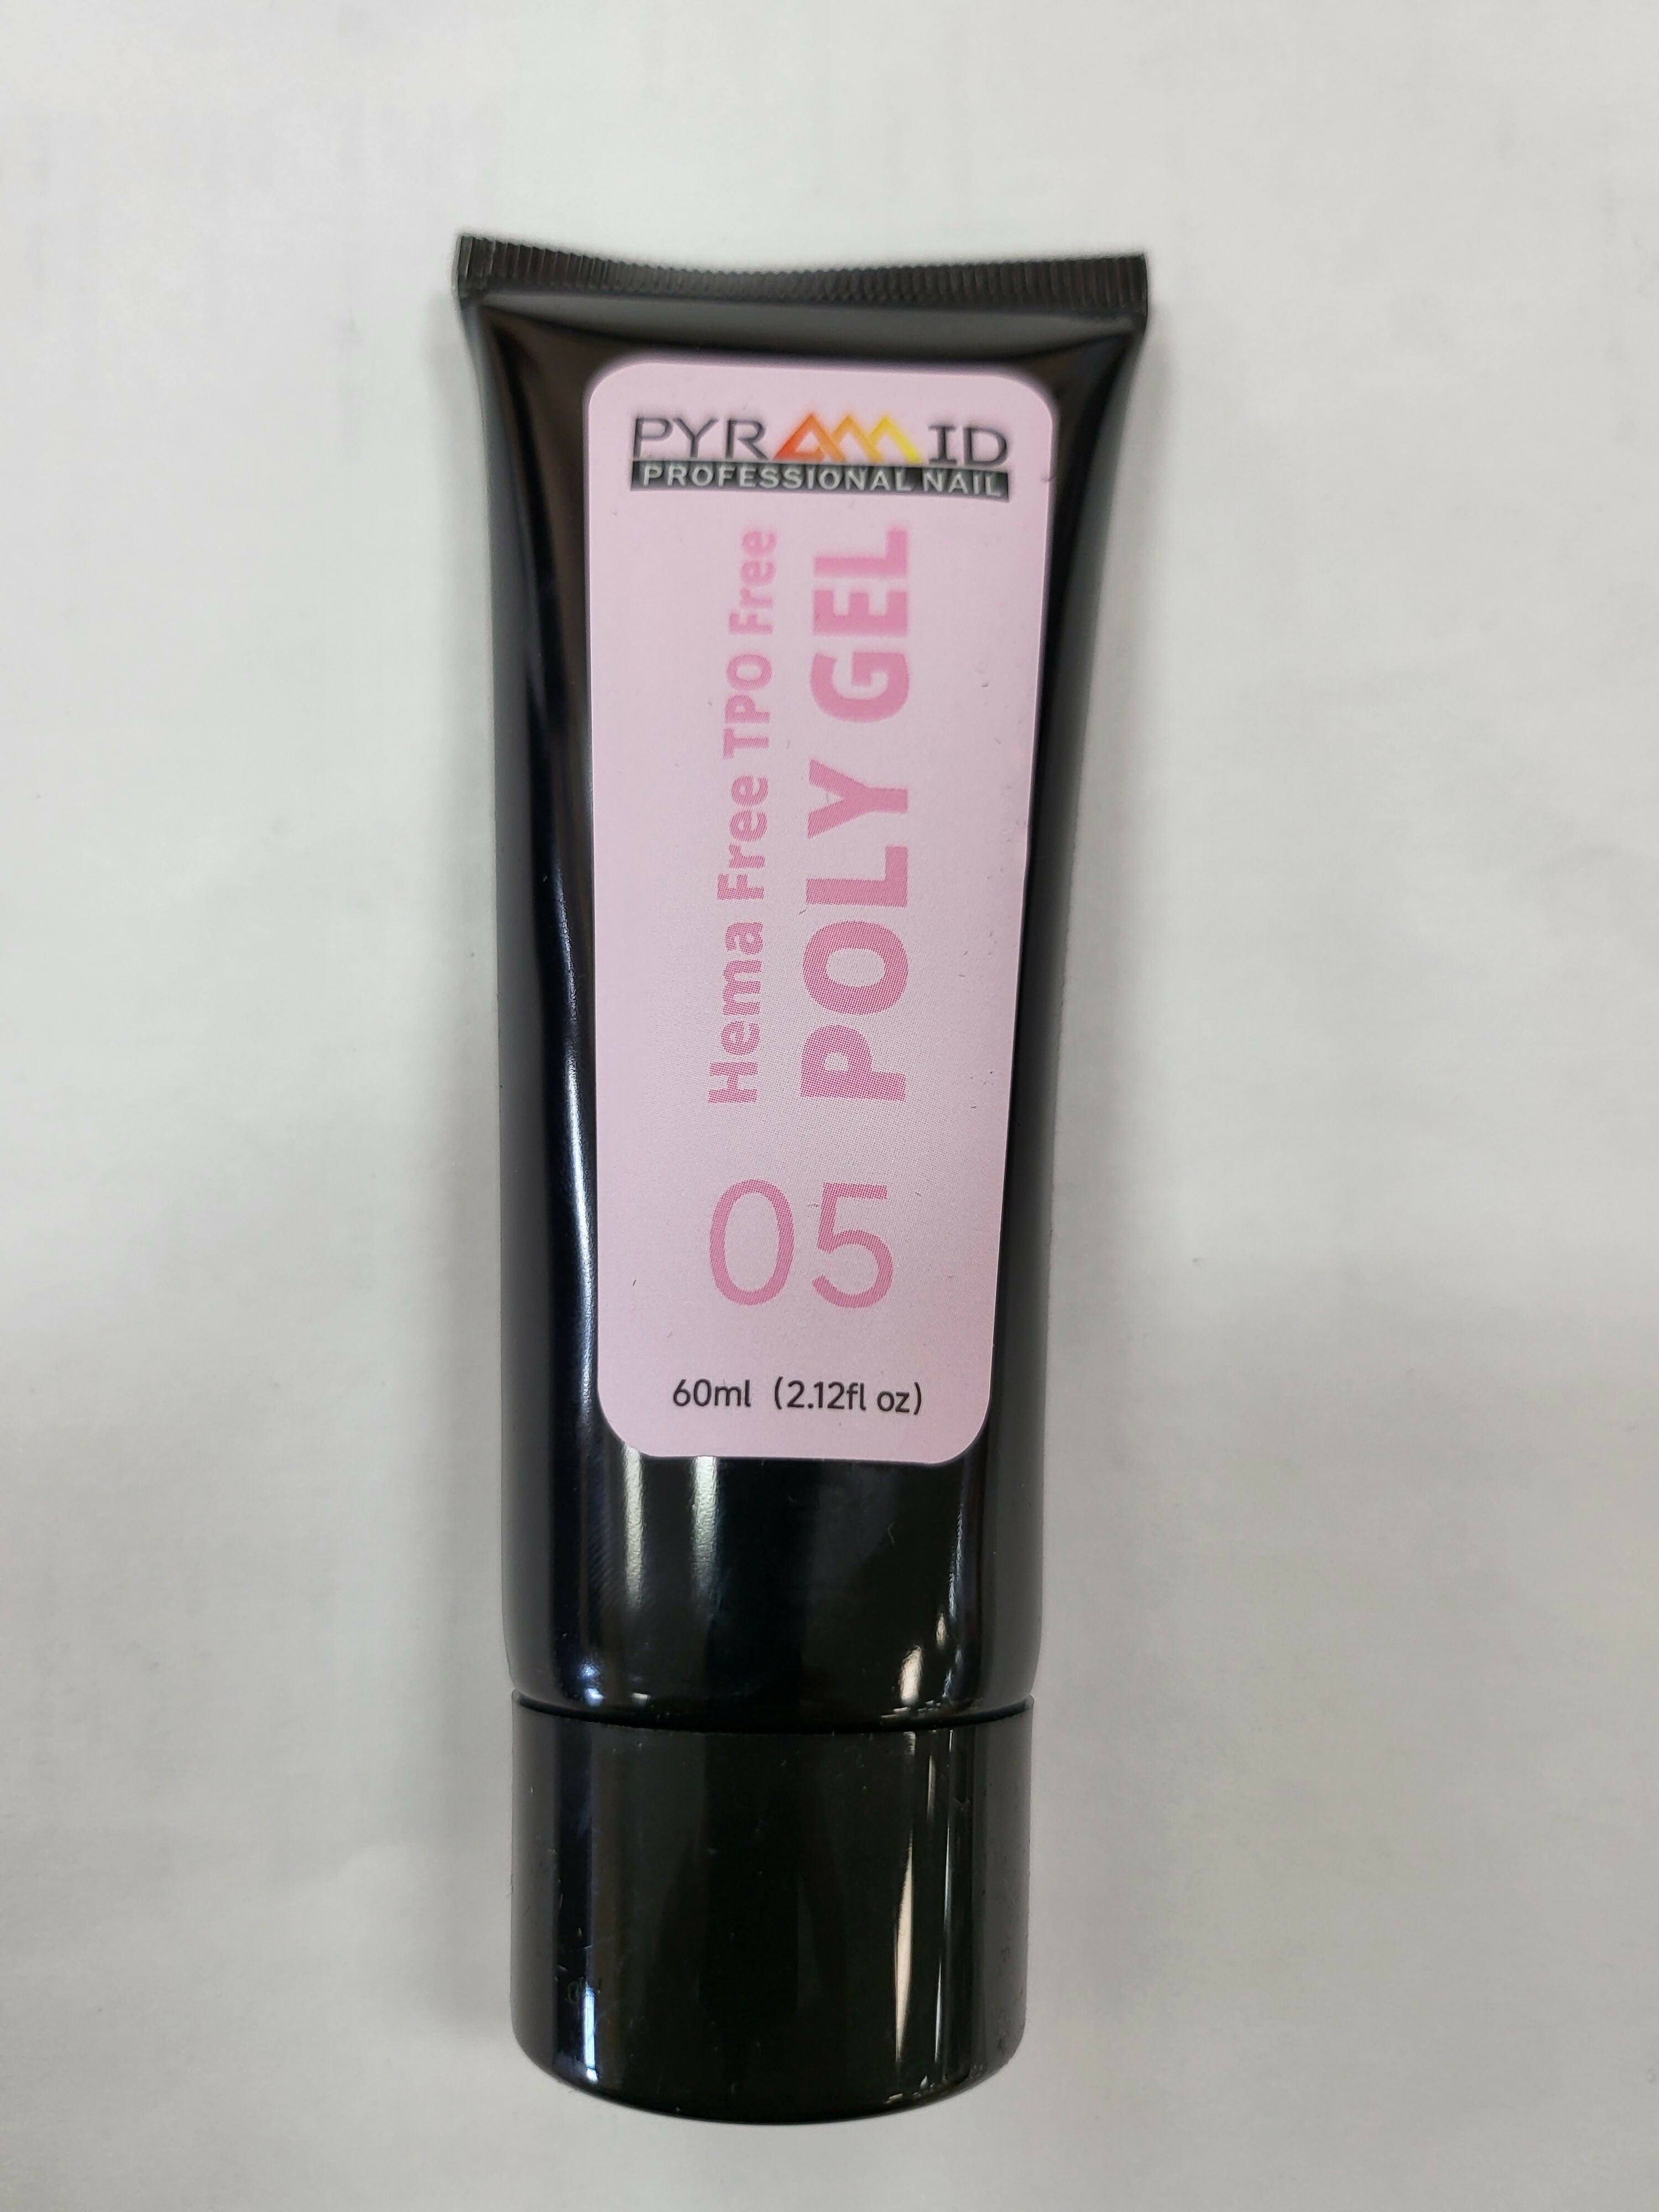 PYRAMID
PROFESSIONAL NAIL
Hema Free TPO Free
POLY GEL
05
60ml (2.12fl oz)